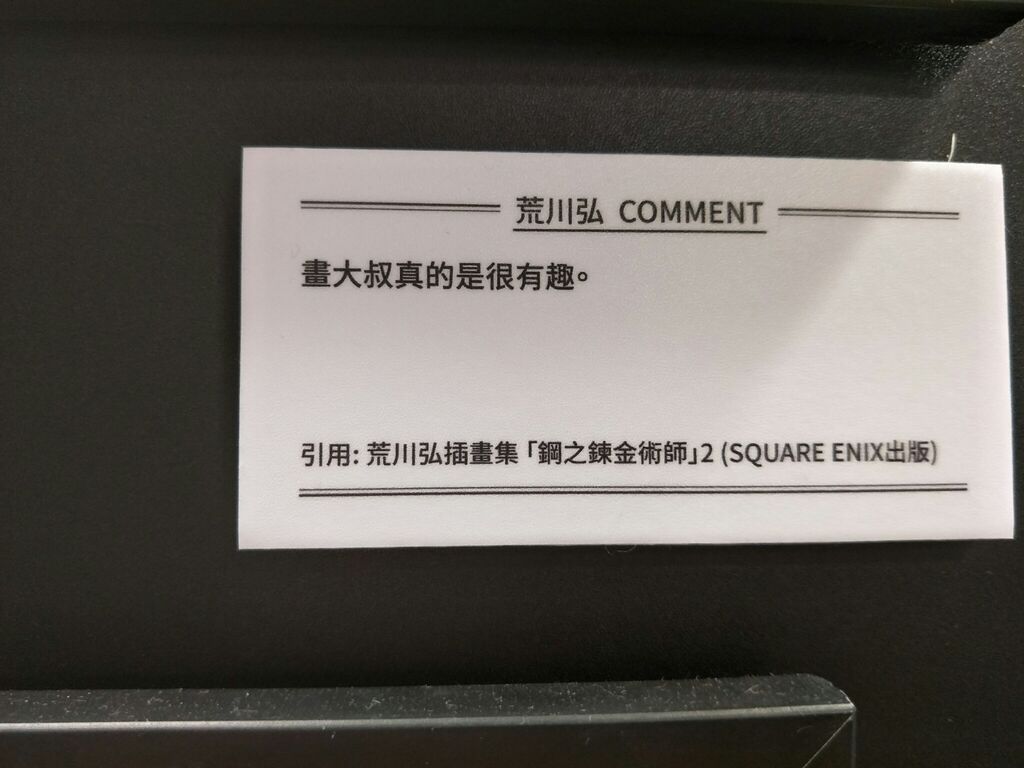 荒川弘 COMMENT
畫大叔真的是很有趣。
引用: 荒川弘插畫集「鋼之鍊金術師」2 (SQUARE ENIX出版)